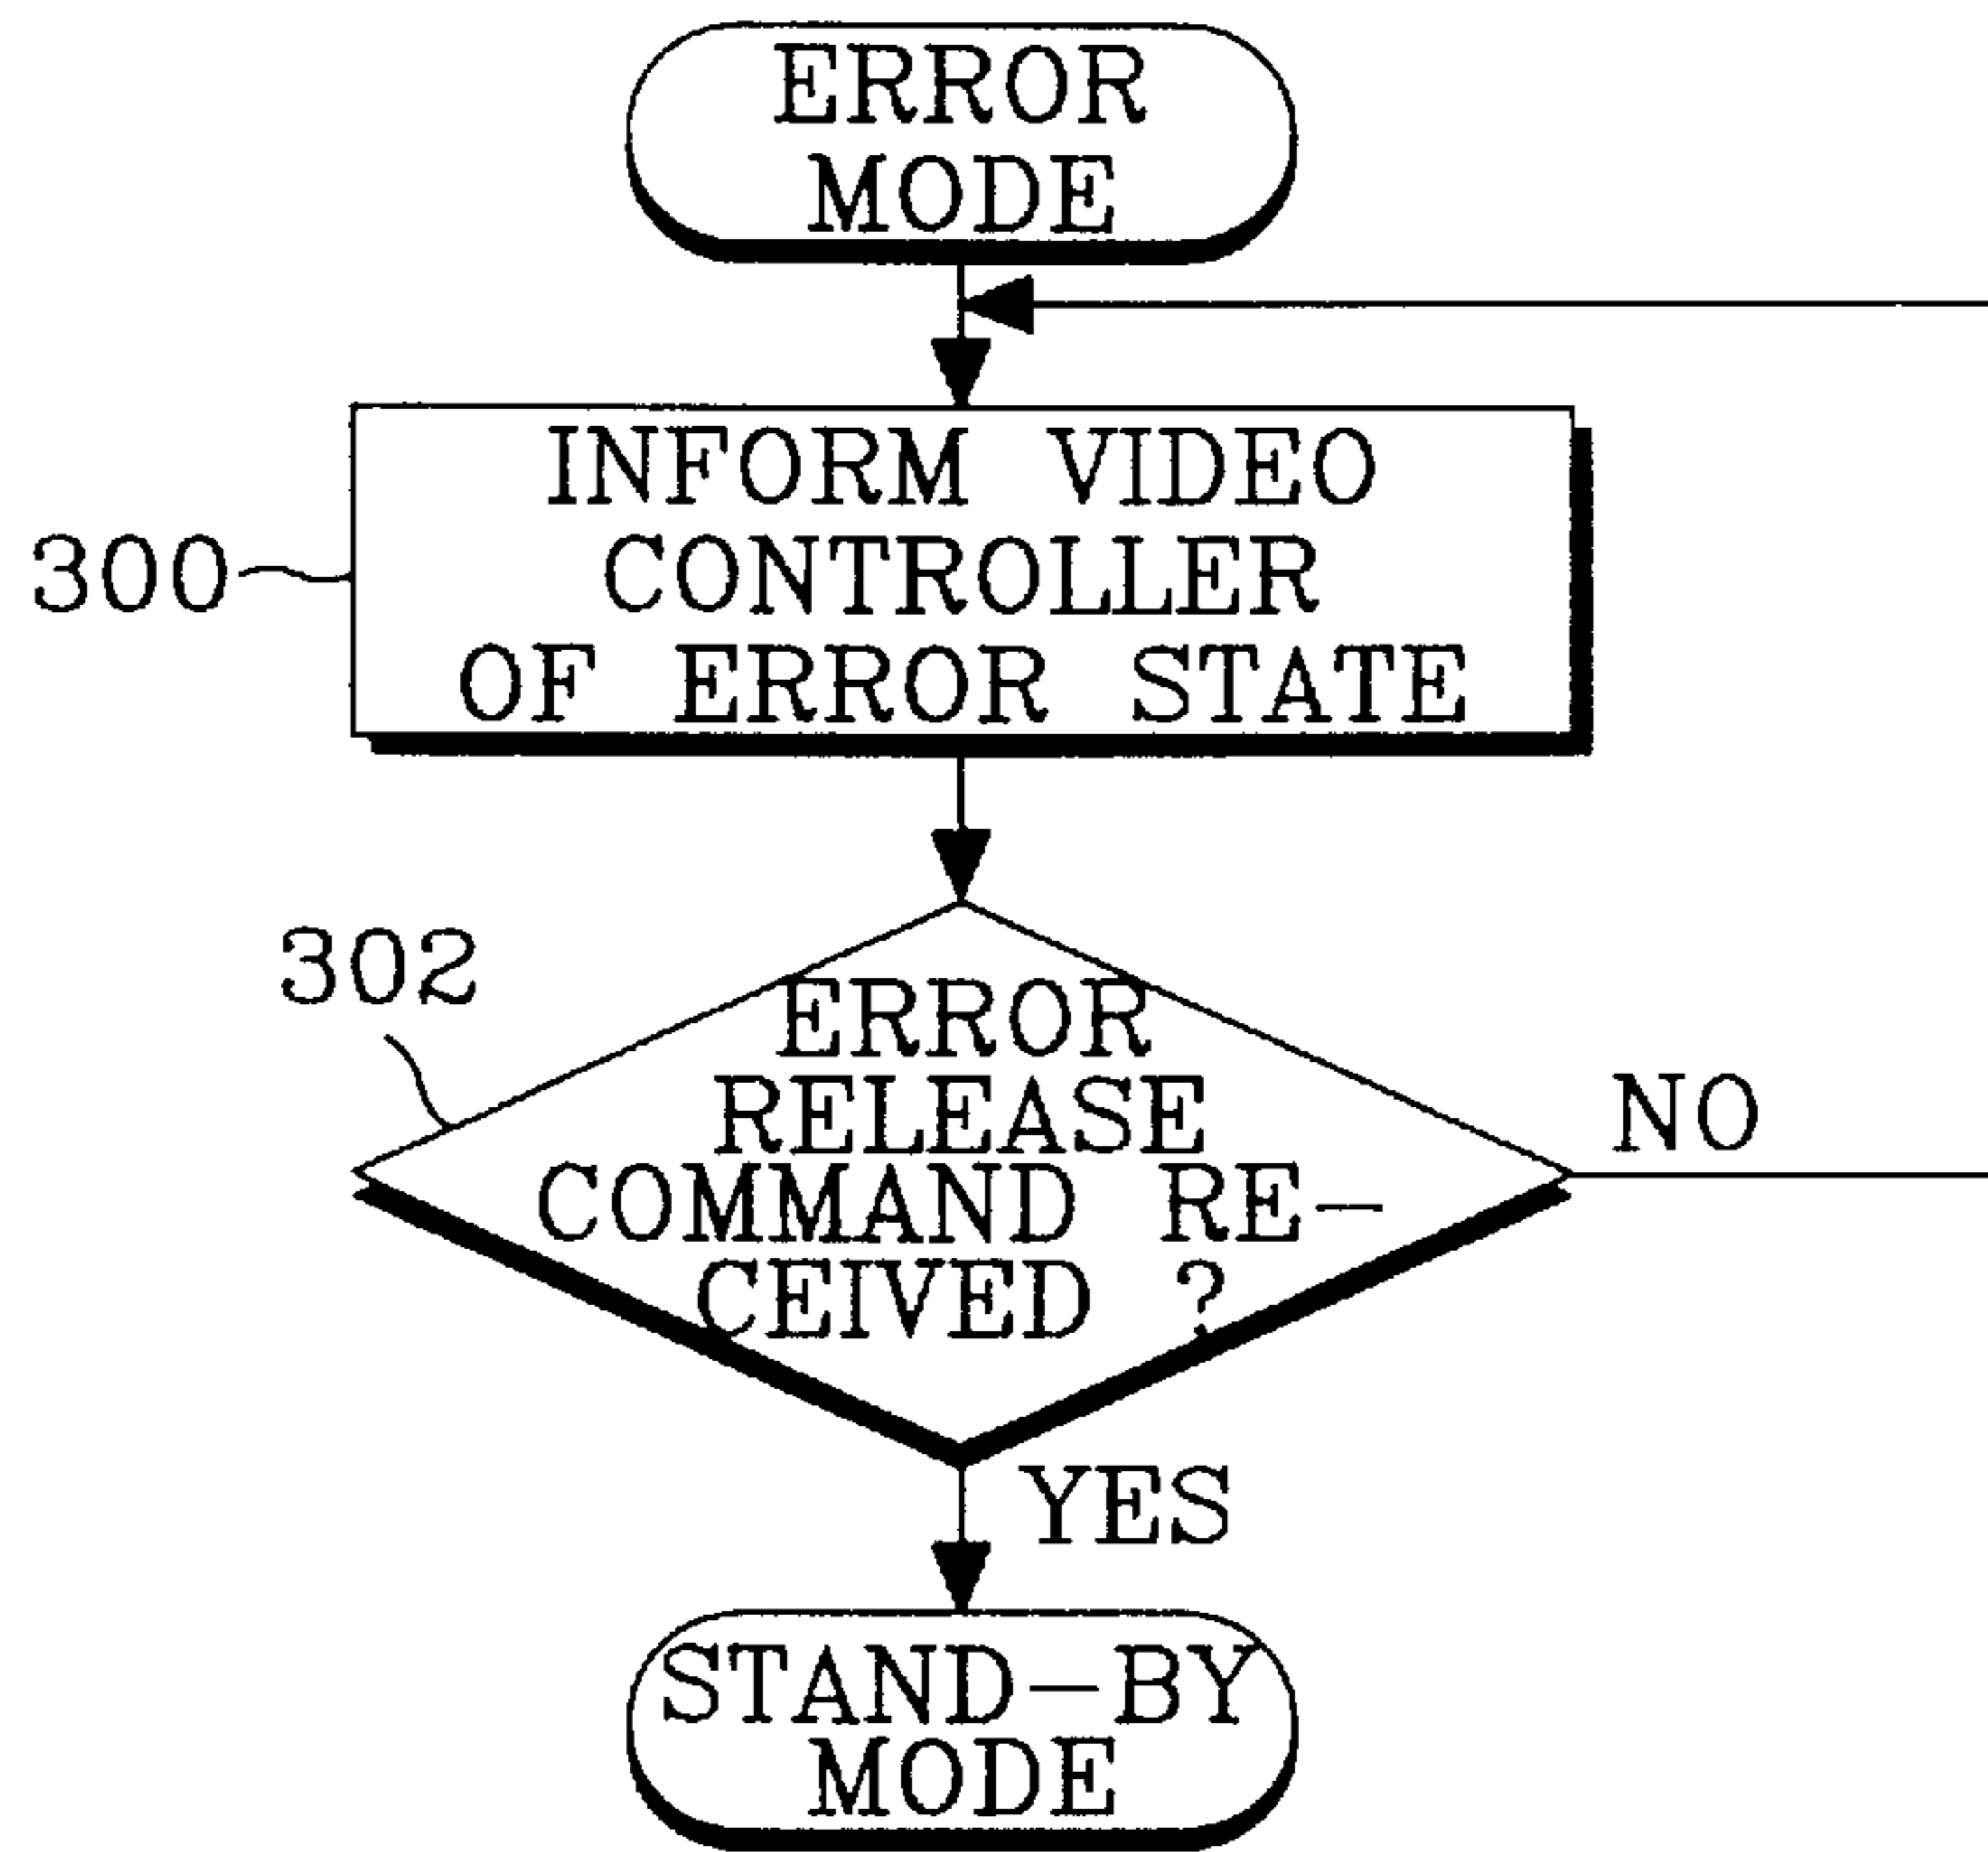 ERROR
MODE
INFORM VIDEO
CONTROLLER
OF ERROR STATE
300
302
ERROR
RELEASE
COMMAND RE-
CEIVED ?
NO
YES
STAND-BY
MODE